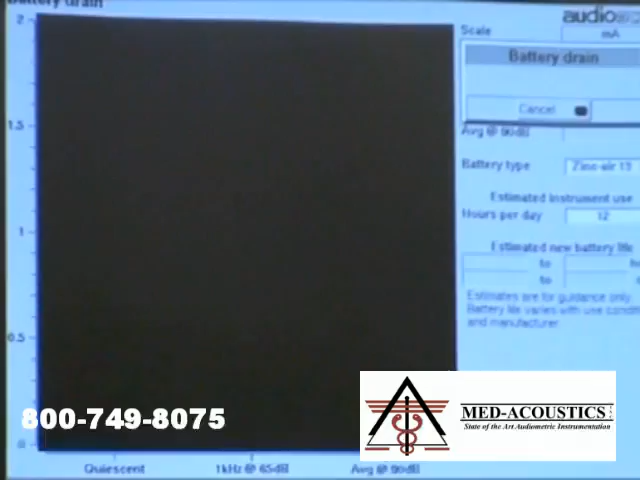 Battery drain
audioscan
Scale
mA
Battery drain
Cancel
Avg @ 90dB
Battery type
Zinc-air 13
Estimated instrument use
Hours per day
12
Estimated new battery life
to
to
Estimates are for guidance only.
Battery life varies with use
and manufacturer.
2
1.5
1
0.5
0
Quiescent
1kHz @ 65dB
Avg @ 90dB
800-749-8075
MED-ACOUSTICS
State of the Art Audiometric Instrumentation